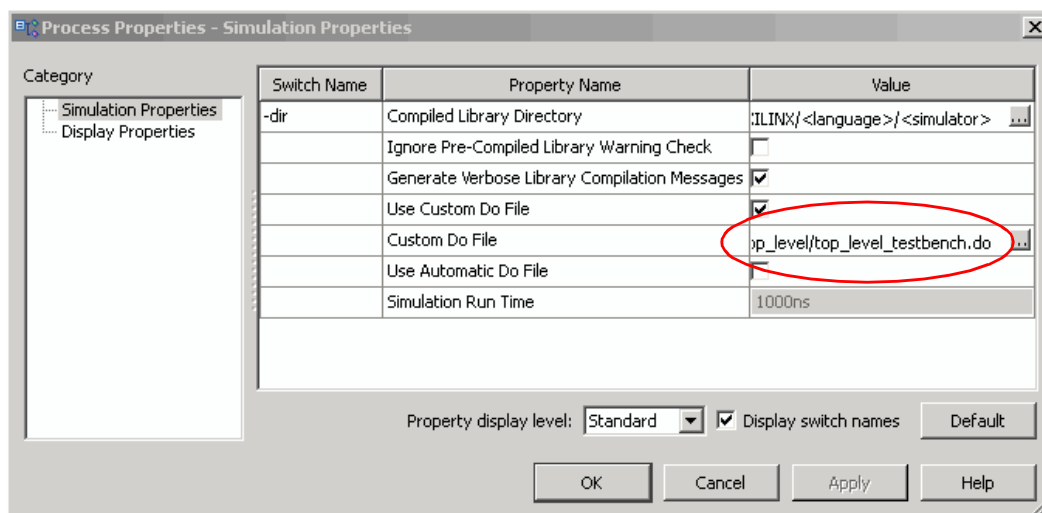 Process Properties - Simulation Properties
Category
Simulation Properties
Display Properties
Switch Name Property Name Value
-dir Compiled Library Directory ILINX/<language>/<simulator> ...
Ignore Pre-Compiled Library Warning Check
Generate Verbose Library Compilation Messages
Use Custom Do File
Custom Do File op_level/top_level_testbench.do ...
Use Automatic Do File
Simulation Run Time 1000ns
Property display level: Standard Display switch names Default
OK Cancel Apply Help